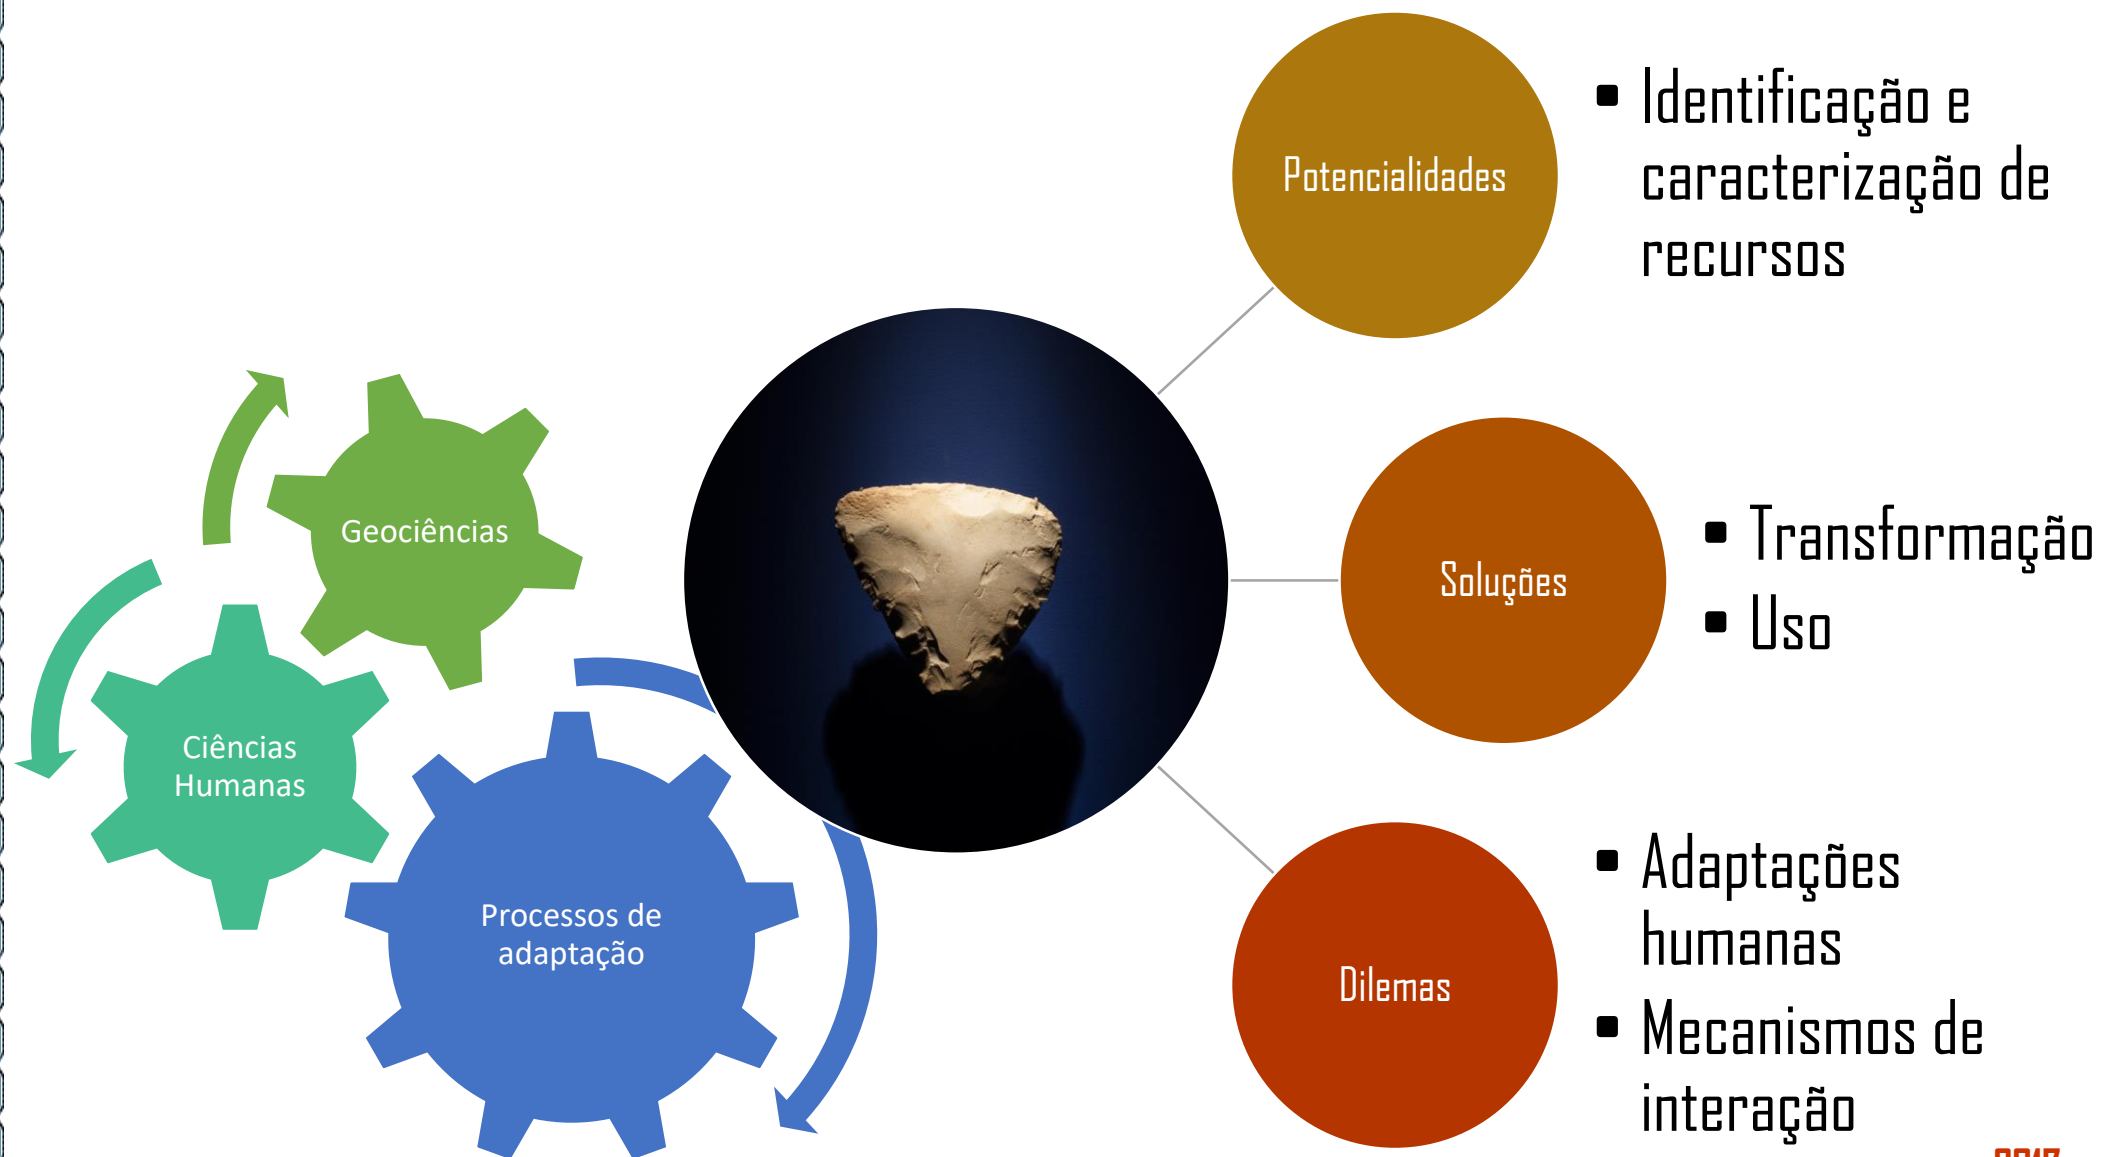 Geociências
Ciências
Humanas
Processos de
adaptação
Potencialidades
▪ Identificação e
caracterização de
recursos
Soluções
▪ Transformação
▪ Uso
Dilemas
▪ Adaptações
humanas
▪ Mecanismos de
interação